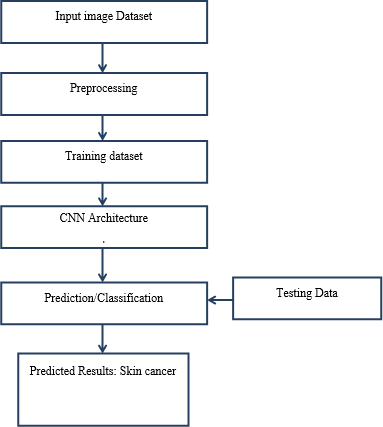 Input image Dataset
Preprocessing
Training dataset
CNN Architecture
.
Prediction/Classification
Testing Data
Predicted Results: Skin cancer